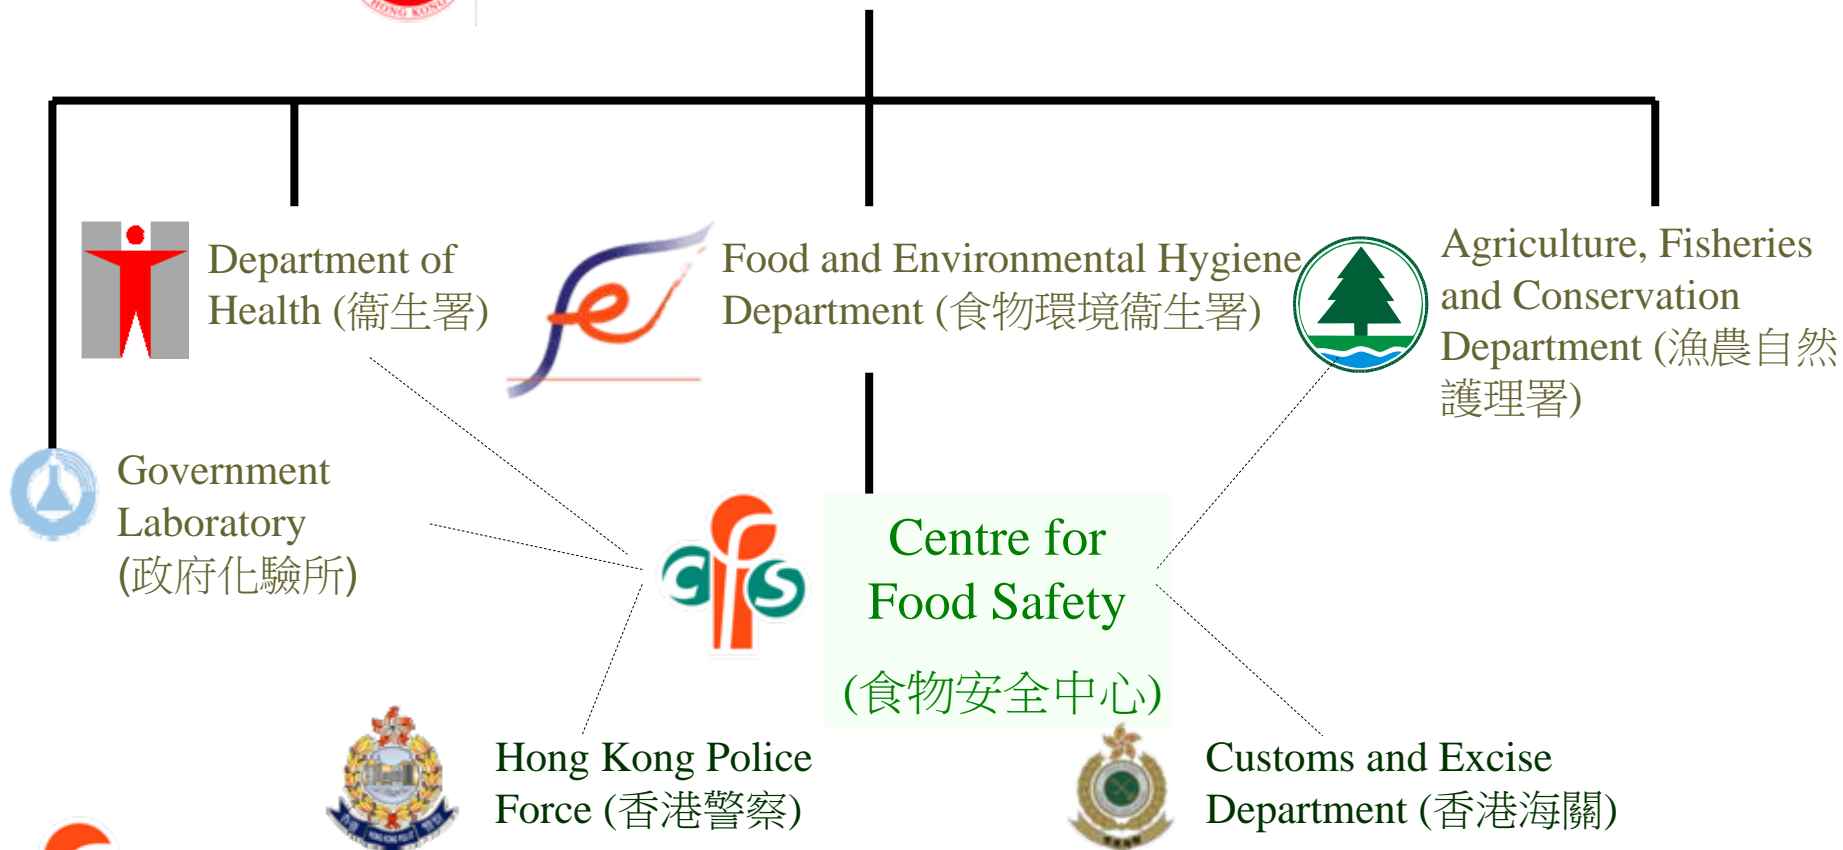 HONG KONG
Department of
Health (衞生署)
Food and Environmental Hygiene
Department (食物環境衞生署)
Agriculture, Fisheries
and Conservation
Department (漁農自然
護理署)
Government
Laboratory
(政府化驗所)
cfs
Centre for
Food Safety
(食物安全中心)
Hong Kong Police
Force (香港警察)
Customs and Excise
Department (香港海關)